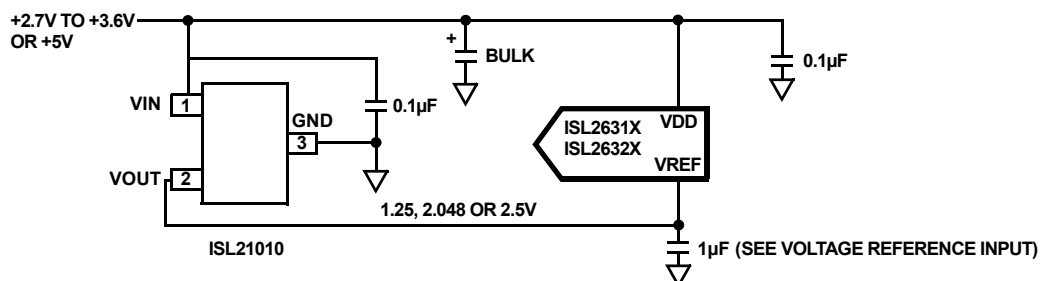 +2.7V TO +3.6V
OR +5V
+
BULK
0.1µF
VIN
1
0.1µF
GND
3
ISL2631X
VDD
ISL2632X
VREF
VOUT
2
1.25, 2.048 OR 2.5V
ISL21010
1µF (SEE VOLTAGE REFERENCE INPUT)